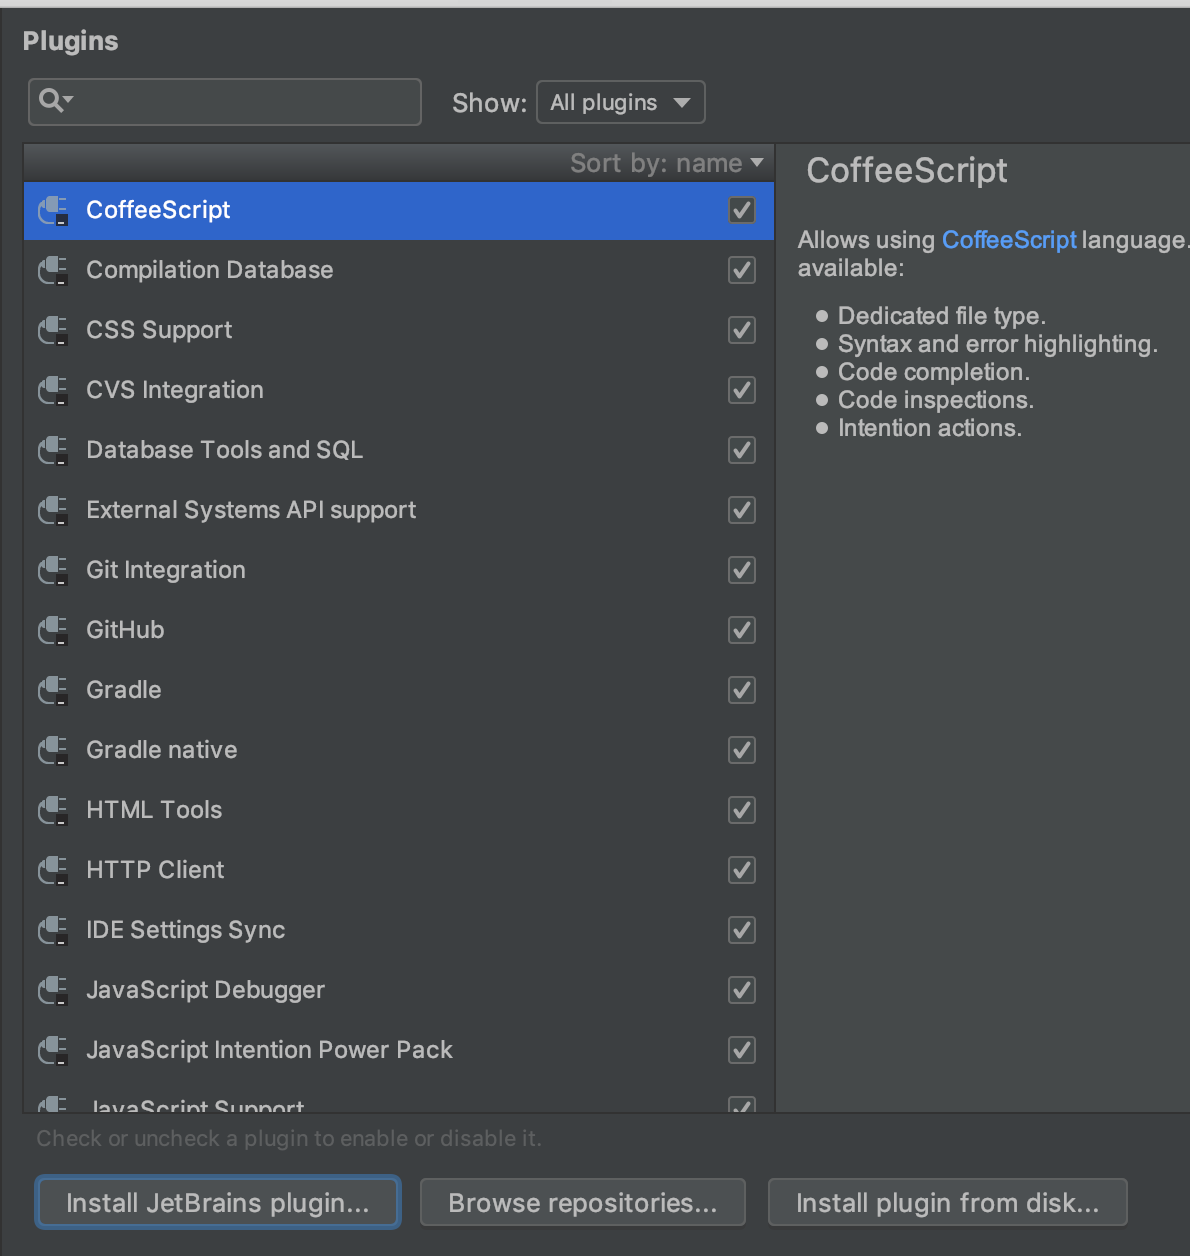 Plugins
Show: All plugins
Sort by: name
CoffeeScript
Compilation Database
CSS Support
CVS Integration
Database Tools and SQL
External Systems API support
Git Integration
GitHub
Gradle
Gradle native
HTML Tools
HTTP Client
IDE Settings Sync
JavaScript Debugger
JavaScript Intention Power Pack
JavaScript Support
Check or uncheck a plugin to enable or disable it.
CoffeeScript
Allows using CoffeeScript language.
available:
Dedicated file type.
Syntax and error highlighting.
Code completion.
Code inspections.
Intention actions.
Install JetBrains plugin...
Browse repositories...
Install plugin from disk...